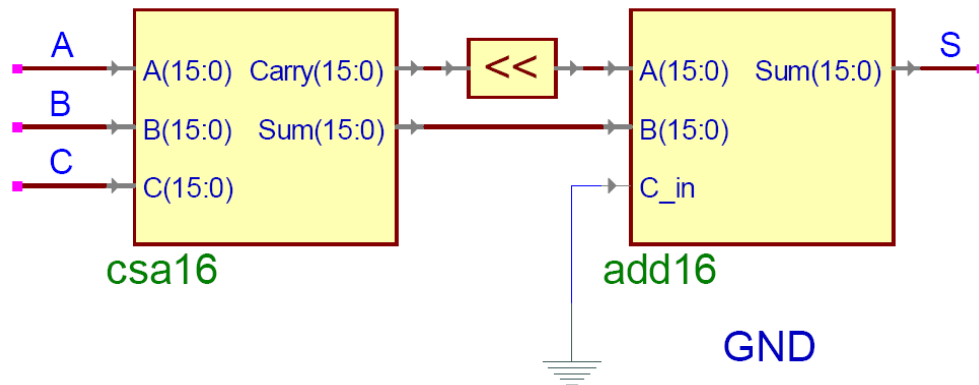 A
A(15:0) Carry(15:0)
<<
A(15:0) Sum(15:0)
S
B
B(15:0) Sum(15:0)
B(15:0)
C
C(15:0)
C_in
csa16
add16
GND